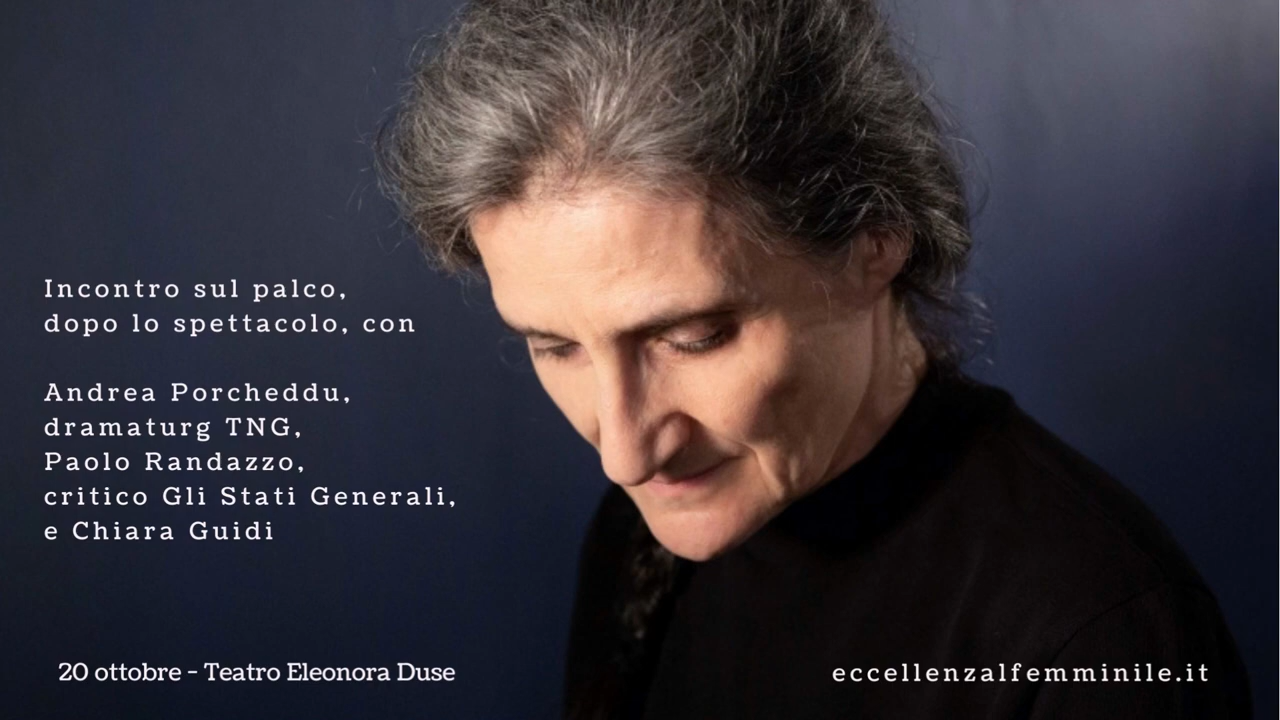 Incontro sul palco,
dopo lo spettacolo, con
Andrea Porcheddu,
dramaturg TNG,
Paolo Randazzo,
critico Gli Stati Generali,
e Chiara Guidi
20 ottobre – Teatro Eleonora Duse
eccellenzalfemminile.it